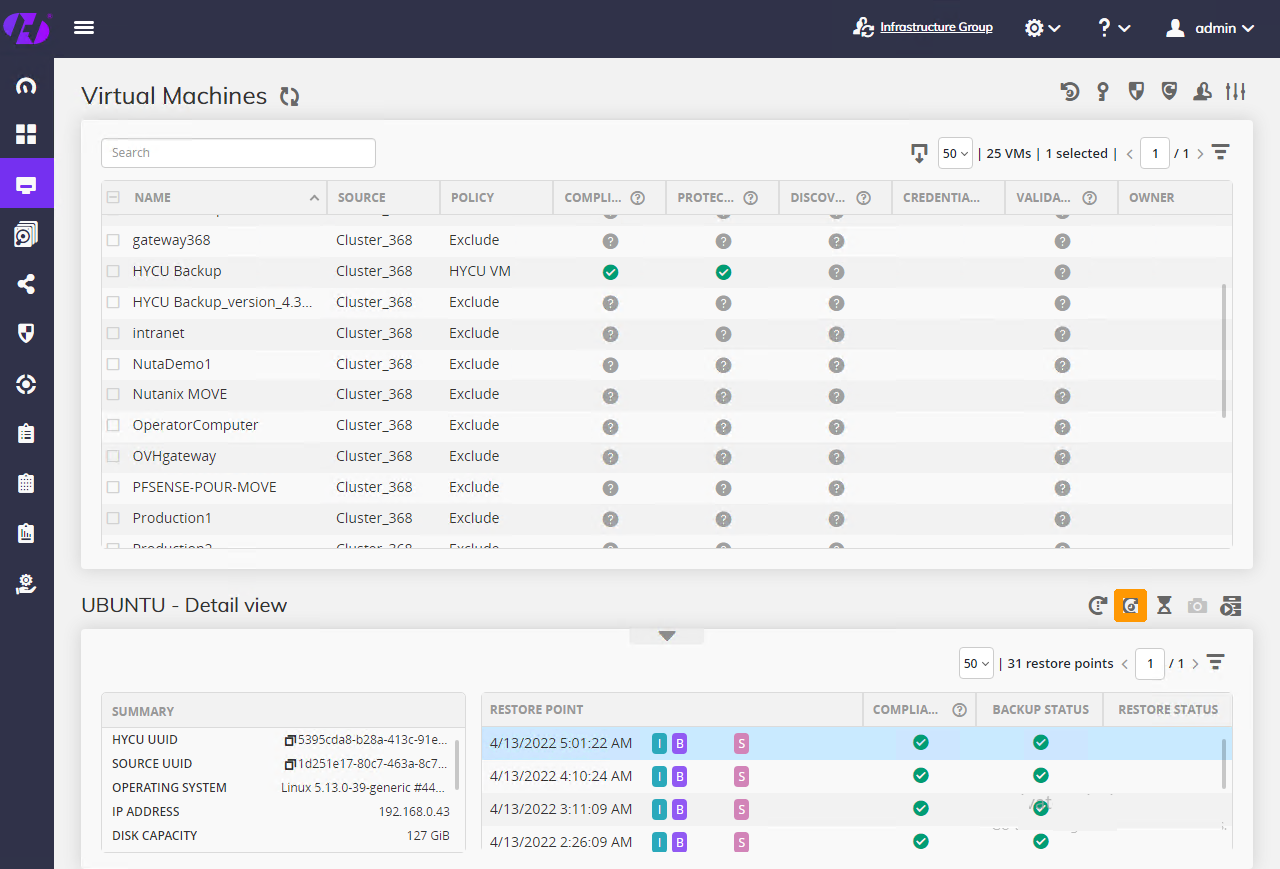 Infrastructure Group
?
admin
Virtual Machines
Search
50 | 25 VMs | 1 selected | < 1 / 1 >
NAME SOURCE POLICY COMPLI... ? PROTEC... ? DISCOV... ? CREDENTIA... VALIDA... ? OWNER
gateway368 Cluster_368 Exclude ? ? ? ?
HYCU Backup Cluster_368 HYCU VM ? ?
HYCU Backup_version_4.3... Cluster_368 Exclude ? ? ? ?
intranet Cluster_368 Exclude ? ? ? ?
NutaDemo1 Cluster_368 Exclude ? ? ? ?
Nutanix MOVE Cluster_368 Exclude ? ? ? ?
OperatorComputer Cluster_368 Exclude ? ? ? ?
OVHgateway Cluster_368 Exclude ? ? ? ?
PFSENSE-POUR-MOVE Cluster_368 Exclude ? ? ? ?
Production1 Cluster_368 Exclude ? ? ? ?
Production2 Cluster_368 Exclude
UBUNTU - Detail view
50 | 31 restore points < 1 / 1 >
SUMMARY
HYCU UUID 5395cda8-b28a-413c-91e...
SOURCE UUID 1d251e17-80c7-463a-8c7...
OPERATING SYSTEM Linux 5.13.0-39-generic #44...
IP ADDRESS 192.168.0.43
DISK CAPACITY 127 GiB
RESTORE POINT COMPLIA... ? BACKUP STATUS RESTORE STATUS
4/13/2022 5:01:22 AM I B S
4/13/2022 4:10:24 AM I B S
4/13/2022 3:11:09 AM I B S
4/13/2022 2:26:09 AM I B S